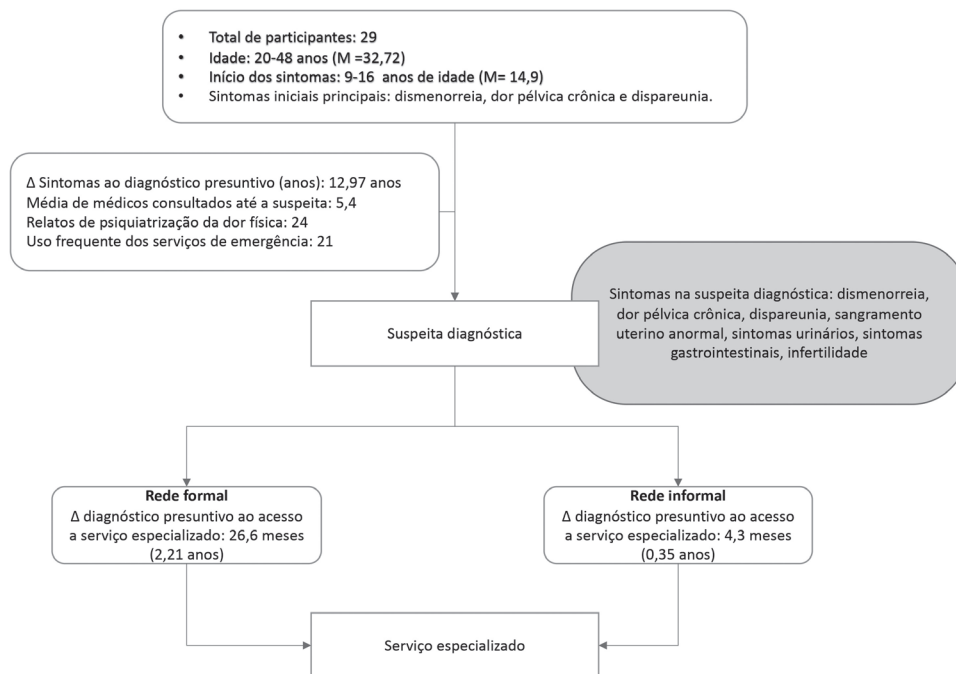 • Total de participantes: 29
• Idade: 20-48 anos (M =32,72)
• Início dos sintomas: 9-16 anos de idade (M= 14,9)
• Sintomas iniciais principais: dismenorreia, dor pélvica crônica e dispareunia.
Δ Sintomas ao diagnóstico presuntivo (anos): 12,97 anos
Média de médicos consultados até a suspeita: 5,4
Relatos de psiquiatrização da dor física: 24
Uso frequente dos serviços de emergência: 21
Suspeita diagnóstica
Sintomas na suspeita diagnóstica: dismenorreia,
dor pélvica crônica, dispareunia, sangramento
uterino anormal, sintomas urinários, sintomas
gastrointestinais, infertilidade
Rede formal
Δ diagnóstico presuntivo ao acesso
a serviço especializado: 26,6 meses
(2,21 anos)
Rede informal
Δ diagnóstico presuntivo ao acesso
a serviço especializado: 4,3 meses
(0,35 anos)
Serviço especializado